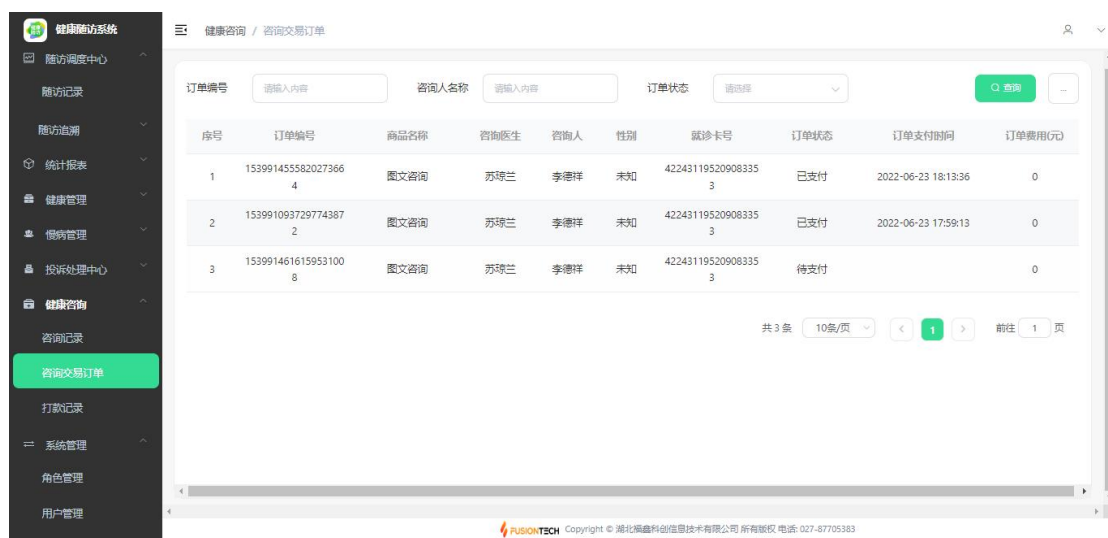 健康随访系统
健康咨询 / 咨询交易订单
随访调度中心
随访记录
随访追溯
统计报表
健康管理
慢病管理
投诉处理中心
健康咨询
咨询记录
咨询交易订单
打款记录
系统管理
角色管理
用户管理
订单编号 请输入内容 咨询人名称 请输入内容 订单状态 请选择 查询 ...
序号 订单编号 商品名称 咨询医生 咨询人 性别 就诊卡号 订单状态 订单支付时间 订单费用(元)
153991455582027366 42243119520908335
1 图文咨询 苏琼兰 李德祥 未知 已支付 2022-06-23 18:13:36 0
4 3
153991093729774387 42243119520908335
2 图文咨询 苏琼兰 李德祥 未知 已支付 2022-06-23 17:59:13 0
2 3
153991461615953100 42243119520908335
3 图文咨询 苏琼兰 李德祥 未知 待支付 0
8 3
共 3 条 10条/页 < 1 > 前往 1 页
FUSIONTECH Copyright © 湖北福鑫科创信息技术有限公司 所有版权 电话: 027-87705383